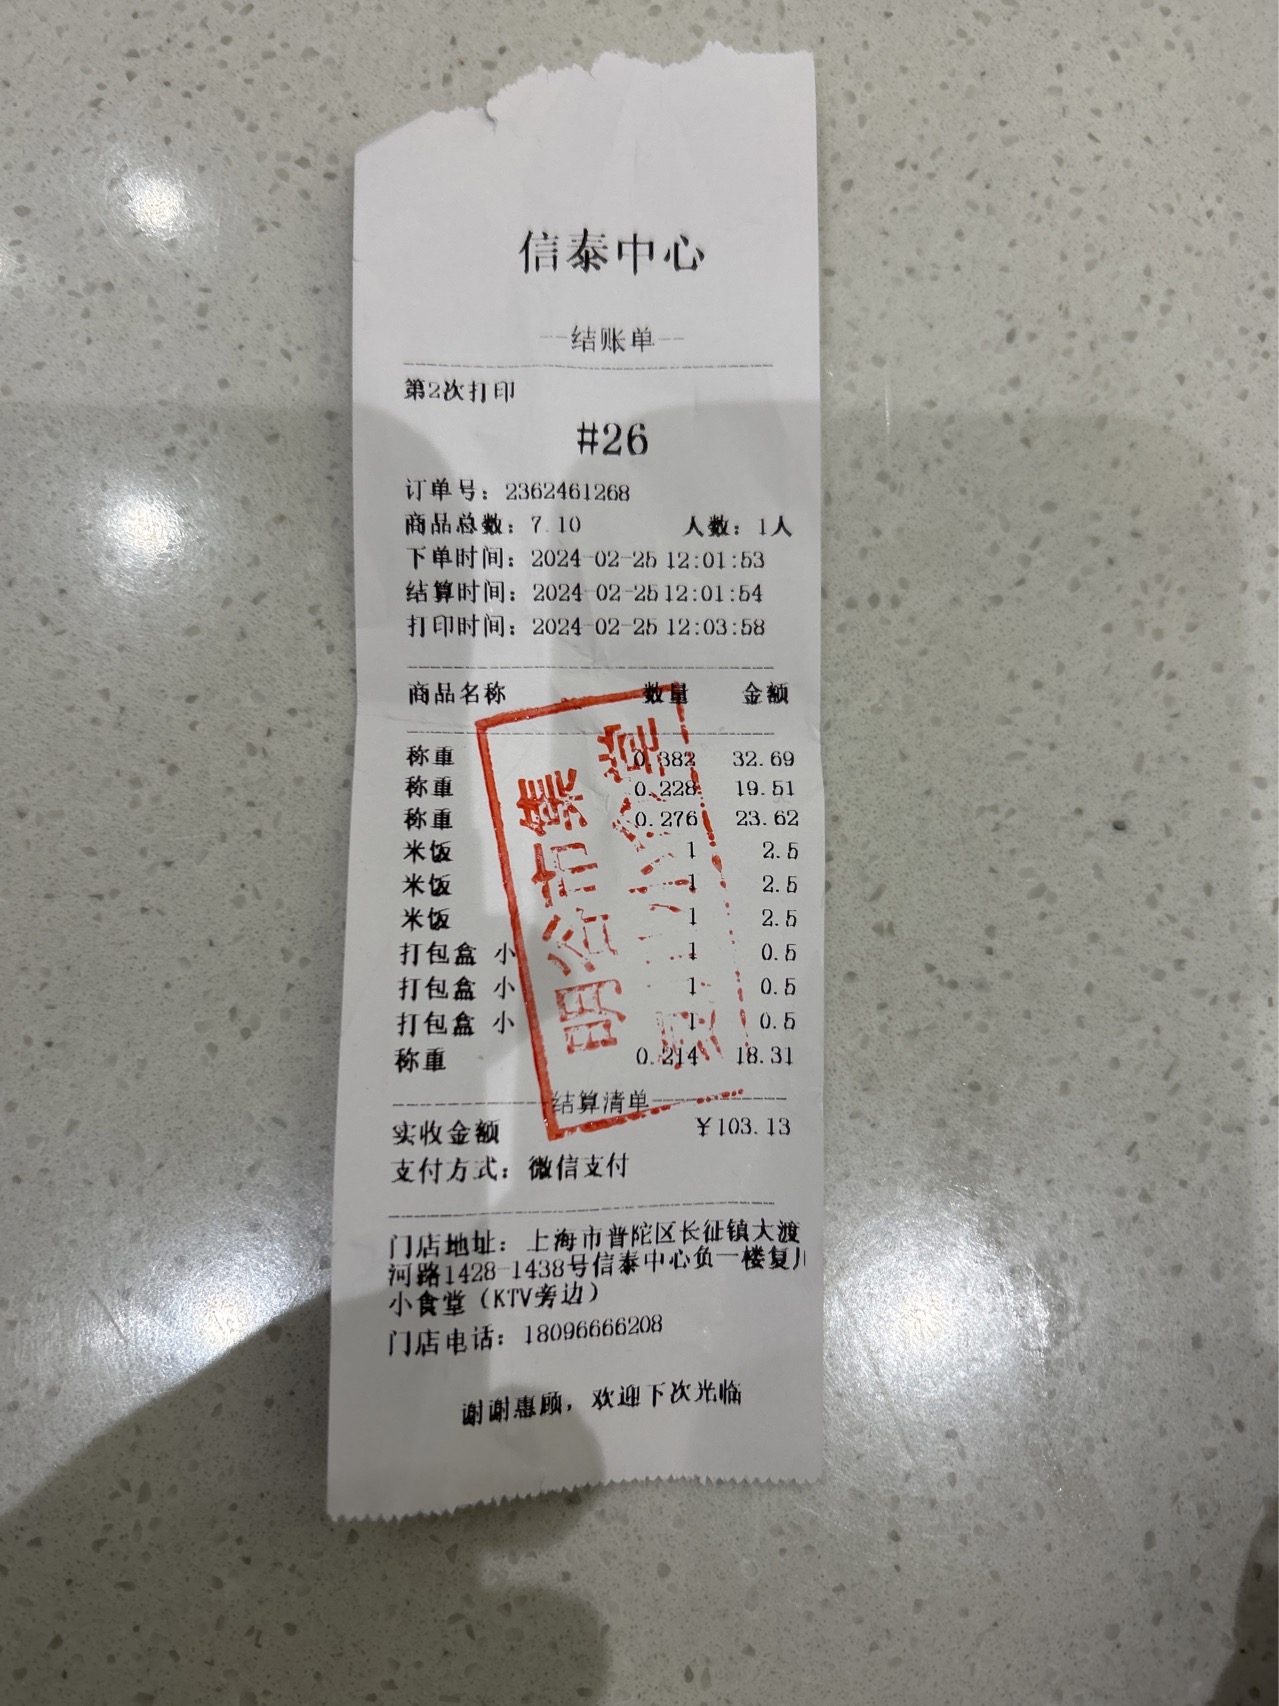 信泰中心
--结账单--
第2次打印
#26
订单号：2362461268
商品总数：7.10 人数：1人
下单时间：2024-02-25 12:01:53
结算时间：2024-02-25 12:01:54
打印时间：2024-02-25 12:03:58
商品名称 数量 金额
称重 0.382 32.69
称重 0.228 19.51
称重 0.276 23.62
米饭 1 2.5
米饭 1 2.5
米饭 1 2.5
打包盒 小 1 0.5
打包盒 小 1 0.5
打包盒 小 1 0.5
称重 0.214 18.31
结算清单
实收金额 ¥103.13
支付方式：微信支付
门店地址：上海市普陀区长征镇大渡
河路1428-1438号信泰中心负一楼复
小食堂（KTV旁边）
门店电话：18096666208
谢谢惠顾，欢迎下次光临
明谷市集